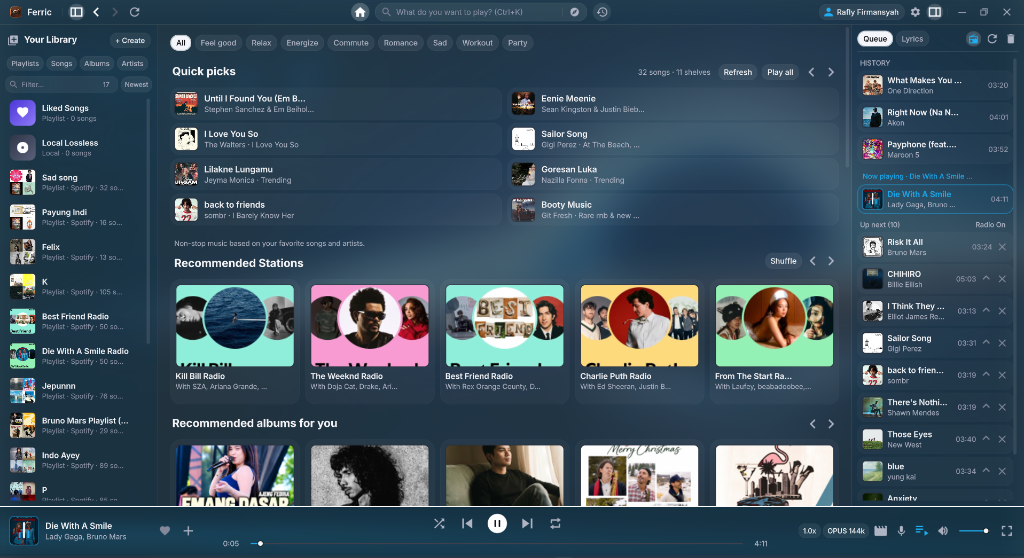 Ferric
What do you want to play? (Ctrl+K)
Rafly Firmansyah
Your Library
+ Create
Playlists
Songs
Albums
Artists
Filter...
17
Newest
Liked Songs
Playlist · 0 songs
Local Lossless
Local · 0 songs
Sad song
Playlist · Spotify · 32 so...
Payung Indi
Playlist · Spotify · 16 so...
Felix
Playlist · Spotify · 13 so...
K
Playlist · Spotify · 105 s...
Best Friend Radio
Playlist · Spotify · 50 so...
Die With A Smile Radio
Playlist · Spotify · 50 so...
Jepunnn
Playlist · Spotify · 76 so...
Bruno Mars Playlist (...
Playlist · Spotify · 29 so...
Indo Ayey
Playlist · Spotify · 89 so...
P
All
Feel good
Relax
Energize
Commute
Romance
Sad
Workout
Party
Quick picks
32 songs · 11 shelves
Refresh
Play all
Until I Found You (Em B...
Stephen Sanchez & Em Beihol...
Eenie Meenie
Sean Kingston & Justin Bieb...
I Love You So
The Walters · I Love You So
Sailor Song
Gigi Perez · At The Beach, ...
Lilakne Lungamu
Jeyma Monica · Trending
Goresan Luka
Nazilla Fonna · Trending
back to friends
sombr · I Barely Know Her
Booty Music
Git Fresh · Rare rnb & new ...
Non-stop music based on your favorite songs and artists.
Recommended Stations
Shuffle
BEST
FRIEND
Kill Bill Radio
With SZA, Ariana Grande, ...
The Weeknd Radio
With Doja Cat, Drake, Ari...
Best Friend Radio
With Rex Orange County, D...
Charlie Puth Radio
With Ed Sheeran, Justin B...
From The Start Ra...
With Laufey, beabadoobee,...
Recommended albums for you
EMANG DASAR
Merry Christmas
Queue
Lyrics
HISTORY
What Makes You ...
One Direction
03:20
Right Now (Na N...
Akon
04:01
Payphone (feat....
Maroon 5
03:52
Now playing · Die With A Smile ...
Die With A Smile
Lady Gaga, Bruno ...
04:11
Up next (10)
Radio On
Risk It All
Bruno Mars
03:24
CHIHIRO
Billie Eilish
05:03
I Think They ...
Elliot James Re...
03:13
Sailor Song
Gigi Perez
03:31
back to frien...
sombr
03:19
There's Nothi...
Shawn Mendes
03:19
Those Eyes
New West
03:40
blue
yung kai
03:34
Anxiety
Die With A Smile
Lady Gaga, Bruno Mars
0:05
4:11
1.0x
OPUS 144k